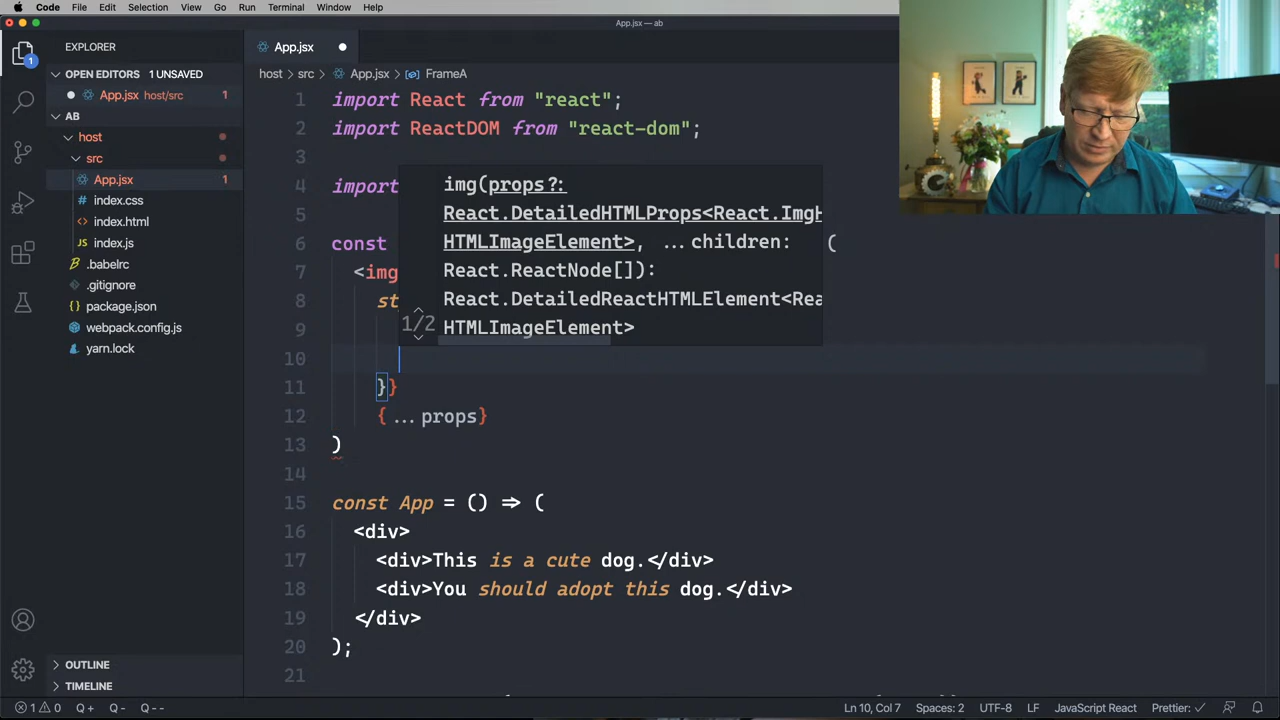 Code File Edit Selection View Go Run Terminal Window Help
App.jsx — ab
EXPLORER
OPEN EDITORS 1 UNSAVED
App.jsx host/src 1
AB
host
src
App.jsx 1
index.css
index.html
index.js
.babelrc
.gitignore
package.json
webpack.config.js
yarn.lock
OUTLINE
TIMELINE
1
App.jsx
host › src › App.jsx › FrameA
1 import React from "react";
2 import ReactDOM from "react-dom";
3
4 import
5
6 const (
7 <img
8 st
9
10
11 }}
12 {...props}
13 )
14
15 const App = () => (
16 <div>
17 <div>This is a cute dog.</div>
18 <div>You should adopt this dog.</div>
19 </div>
20 );
21
img(props?:
React.DetailedHTMLProps<React.ImgH
HTMLImageElement>, ...children:
React.ReactNode[]):
React.DetailedReactHTMLElement<Rea
1/2 HTMLImageElement>
1 0 Q+ Q- Q-- Ln 10, Col 7 Spaces: 2 UTF-8 LF JavaScript React Prettier: ✓